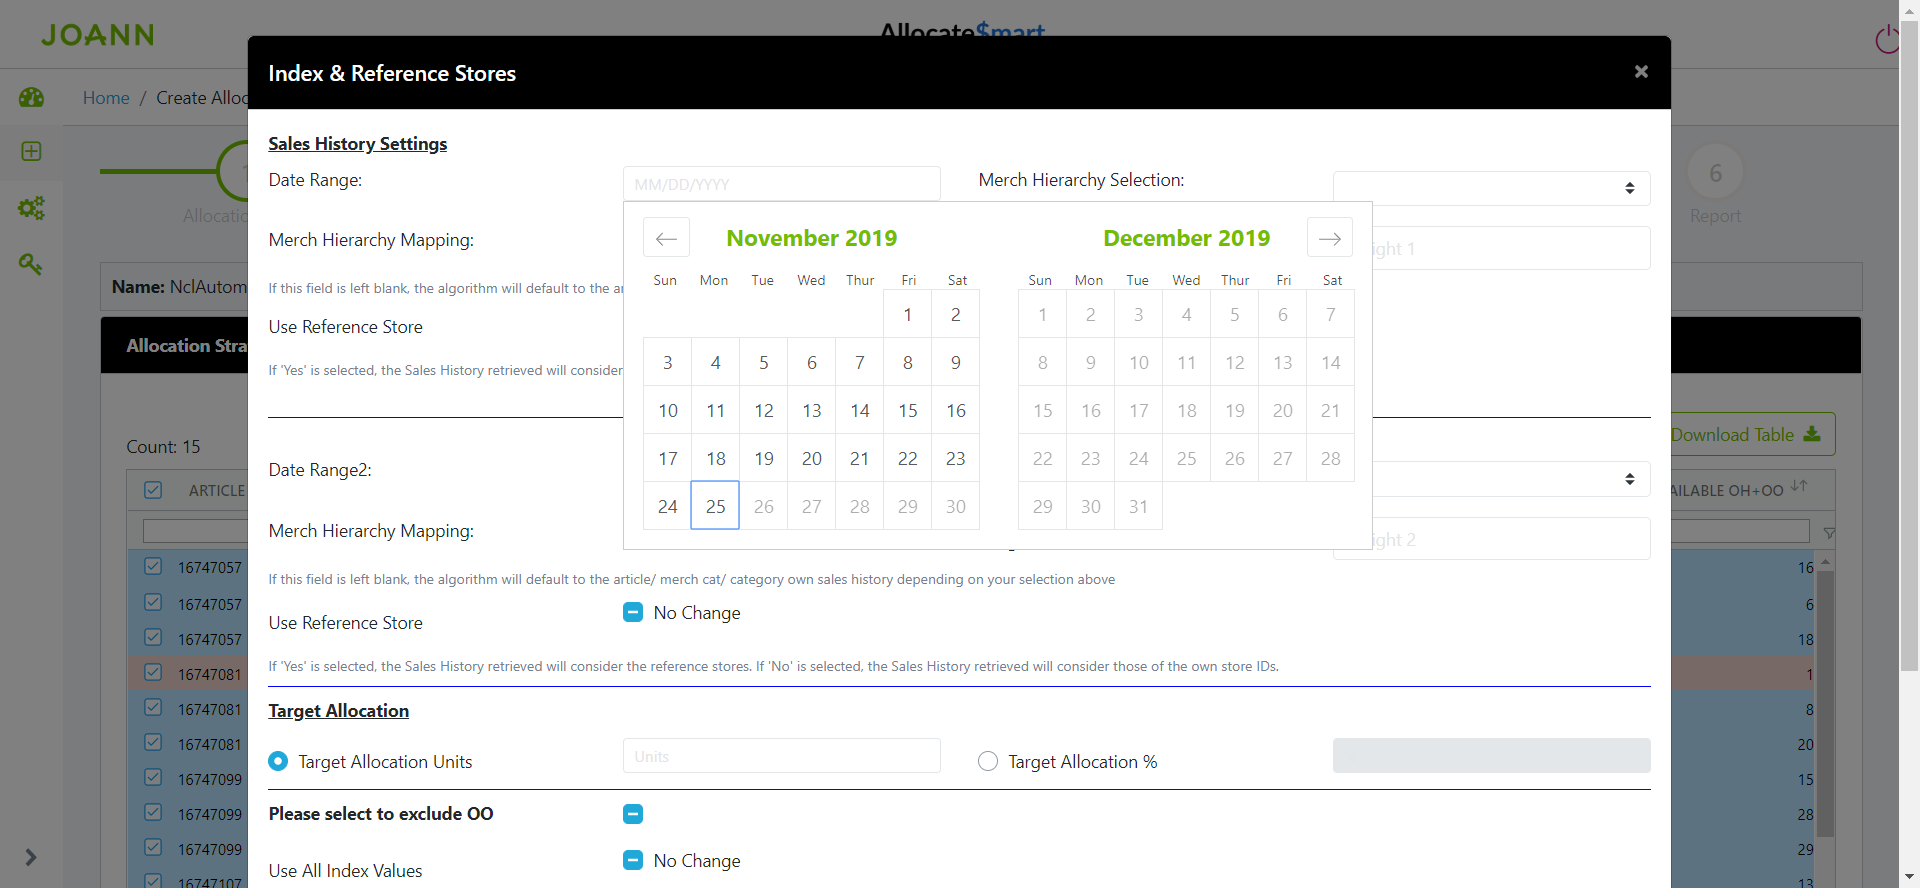 JOANN
Allocate$mart
Index & Reference Stores
×
Home / Create Alloc
Sales History Settings
Date Range:
MM/DD/YYYY
Merch Hierarchy Selection:
6
Allocatio
Report
Merch Hierarchy Mapping:
November 2019
December 2019
ight 1
Sun Mon Tue Wed Thur Fri Sat
Sun Mon Tue Wed Thur Fri Sat
Name: NclAutom
If this field is left blank, the algorithm will default to the ar
1 2
1 2 3 4 5 6 7
Use Reference Store
Allocation Stra
3 4 5 6 7 8 9
8 9 10 11 12 13 14
If 'Yes' is selected, the Sales History retrieved will consider
10 11 12 13 14 15 16
15 16 17 18 19 20 21
Download Table
Count: 15
17 18 19 20 21 22 23
22 23 24 25 26 27 28
Date Range2:
ARTICLE
AILABLE OH+OO
24 25 26 27 28 29 30
29 30 31
Merch Hierarchy Mapping:
ight 2
16747057
16
If this field is left blank, the algorithm will default to the article/ merch cat/ category own sales history depending on your selection above
16747057
6
Use Reference Store
No Change
16747057
18
If 'Yes' is selected, the Sales History retrieved will consider the reference stores. If 'No' is selected, the Sales History retrieved will consider those of the own store IDs.
16747081
1
Target Allocation
16747081
8
16747081
20
Target Allocation Units
Units
Target Allocation %
16747099
15
Please select to exclude OO
16747099
28
16747099
29
Use All Index Values
No Change
16747107
13